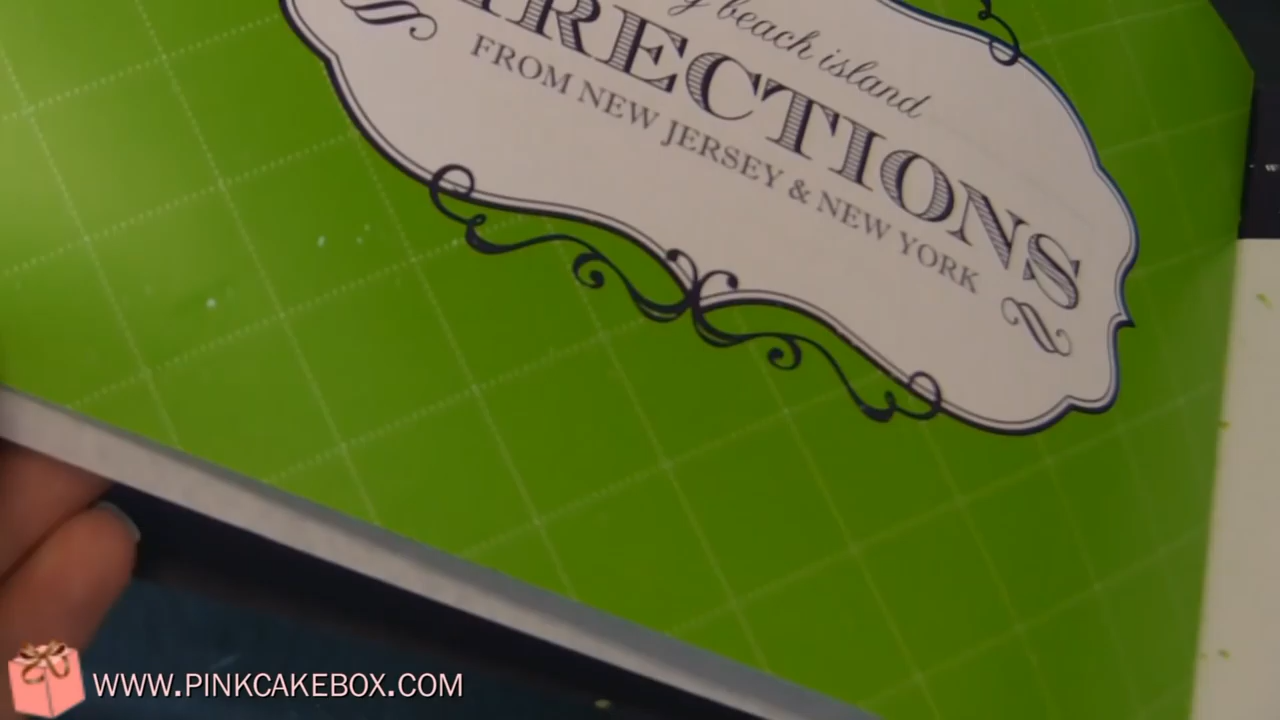 beach island
RECTIONS
FROM NEW JERSEY & NEW YORK
WWW.PINKCAKEBOX.COM